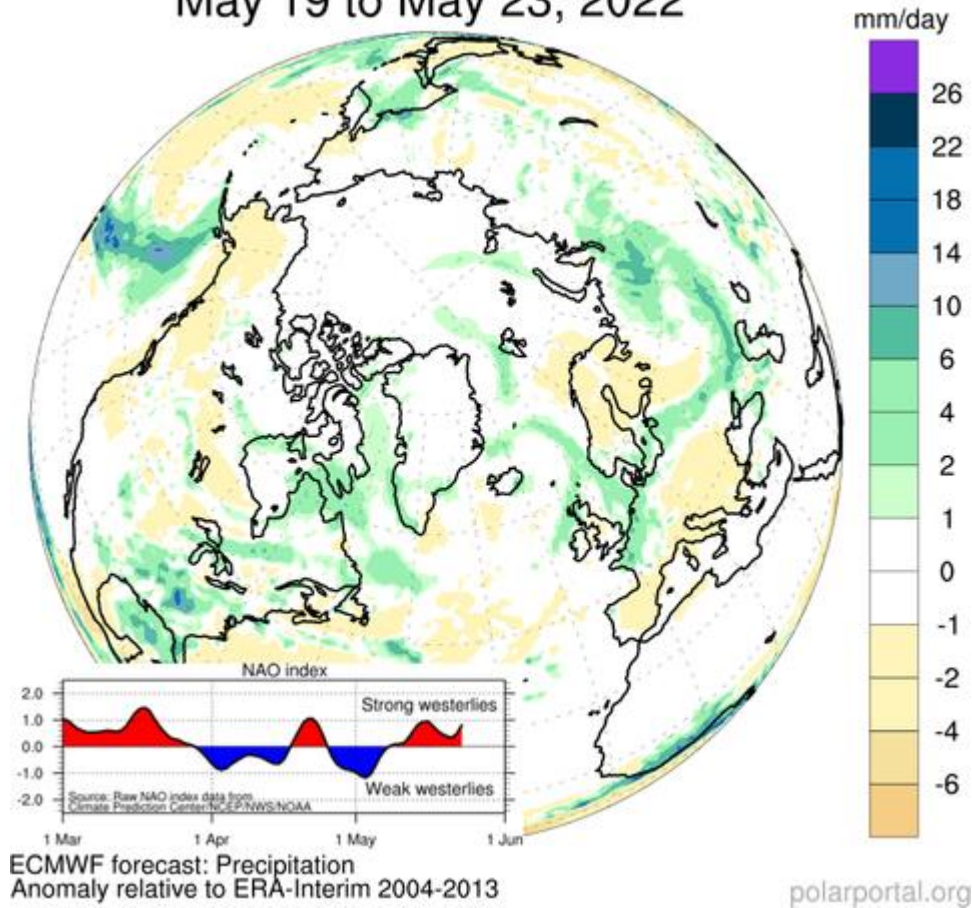 May 19 to May 23, 2022
mm/day
26
22
18
14
10
6
4
2
1
0
-1
-2
-4
-6
NAO index
2.0
1.0
0.0
-1.0
-2.0
Strong westerlies
Weak westerlies
Source: Raw NAO index data from
Climate Prediction Center/NCEP/NWS/NOAA
1 Mar
1 Apr
1 May
1 Jun
ECMWF forecast: Precipitation
Anomaly relative to ERA-Interim 2004-2013
polarportal.org